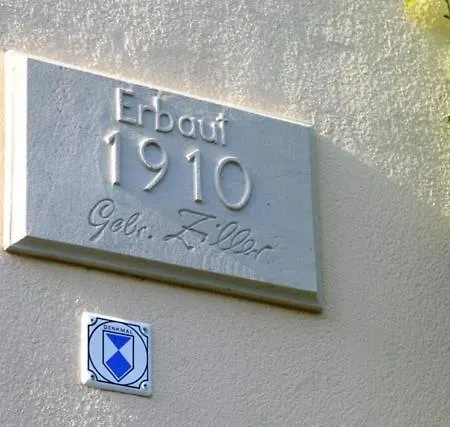 Erbaut
1910
Gebr. Ziller
DENKMAL